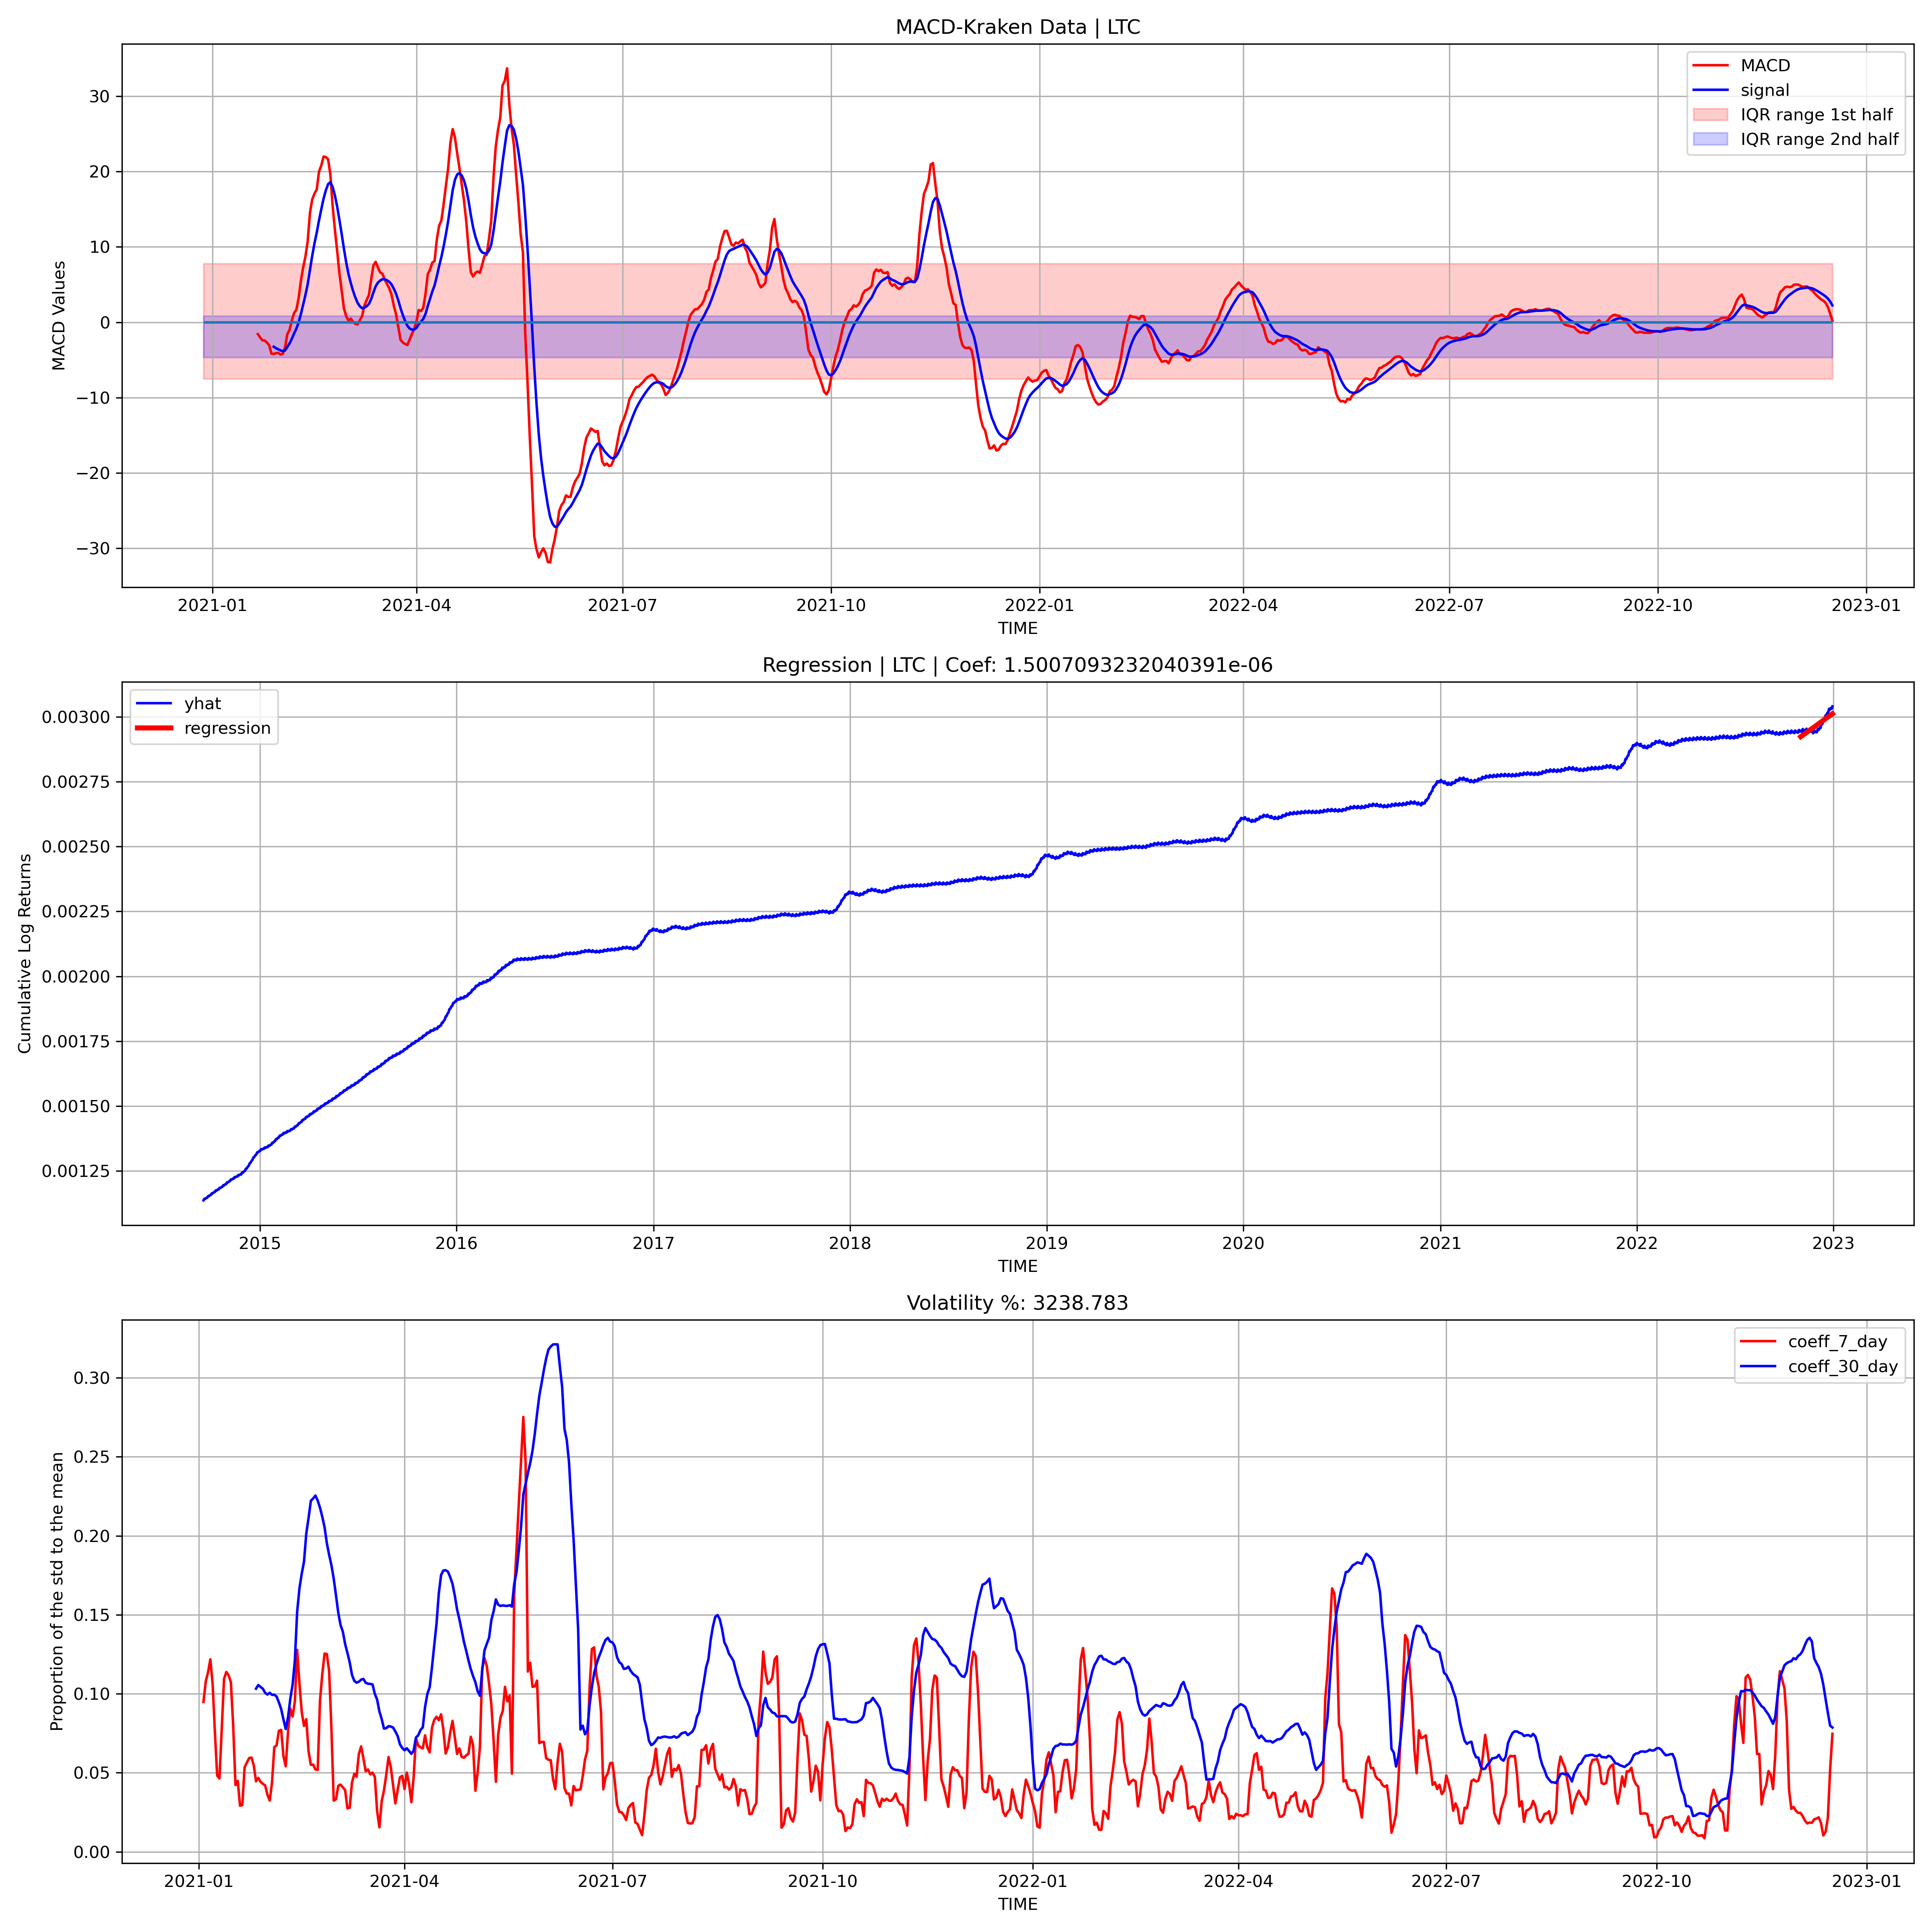 MACD-Kraken Data | LTC
MACD
signal
IQR range 1st half
IQR range 2nd half
MACD Values
30
20
10
0
−10
−20
−30
2021-01
2021-04
2021-07
2021-10
2022-01
2022-04
2022-07
2022-10
2023-01
TIME
Regression | LTC | Coef: 1.5007093232040391e-06
yhat
regression
Cumulative Log Returns
0.00300
0.00275
0.00250
0.00225
0.00200
0.00175
0.00150
0.00125
2015
2016
2017
2018
2019
2020
2021
2022
2023
TIME
Volatility %: 3238.783
coeff_7_day
coeff_30_day
Proportion of the std to the mean
0.30
0.25
0.20
0.15
0.10
0.05
0.00
2021-01
2021-04
2021-07
2021-10
2022-01
2022-04
2022-07
2022-10
2023-01
TIME